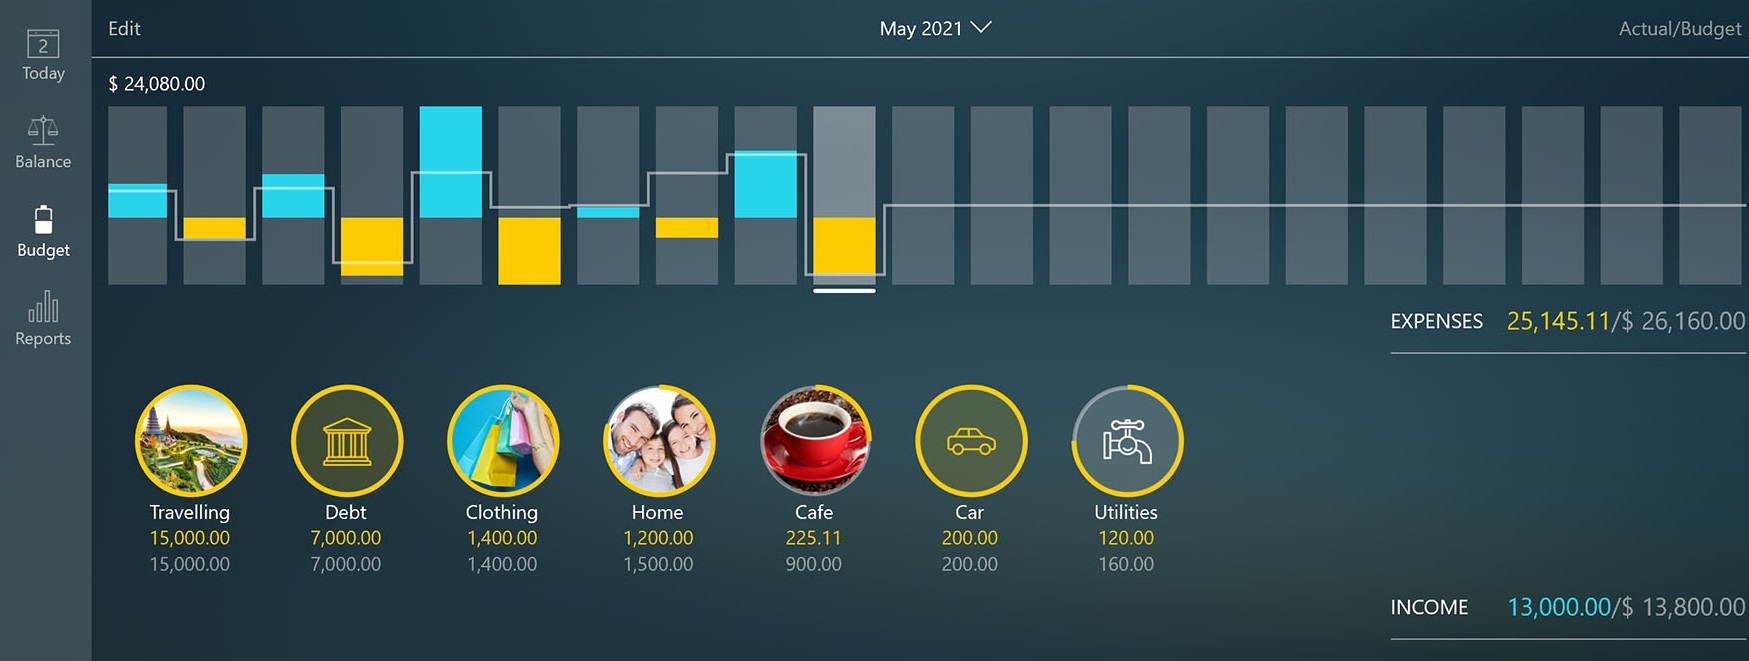 Edit
May 2021
Actual/Budget
2
Today
Balance
Budget
Reports
$ 24,080.00
EXPENSES 25,145.11/$ 26,160.00
Travelling Debt Clothing Home Cafe Car Utilities
15,000.00 7,000.00 1,400.00 1,200.00 225.11 200.00 120.00
15,000.00 7,000.00 1,400.00 1,500.00 900.00 200.00 160.00
INCOME 13,000.00/$ 13,800.00